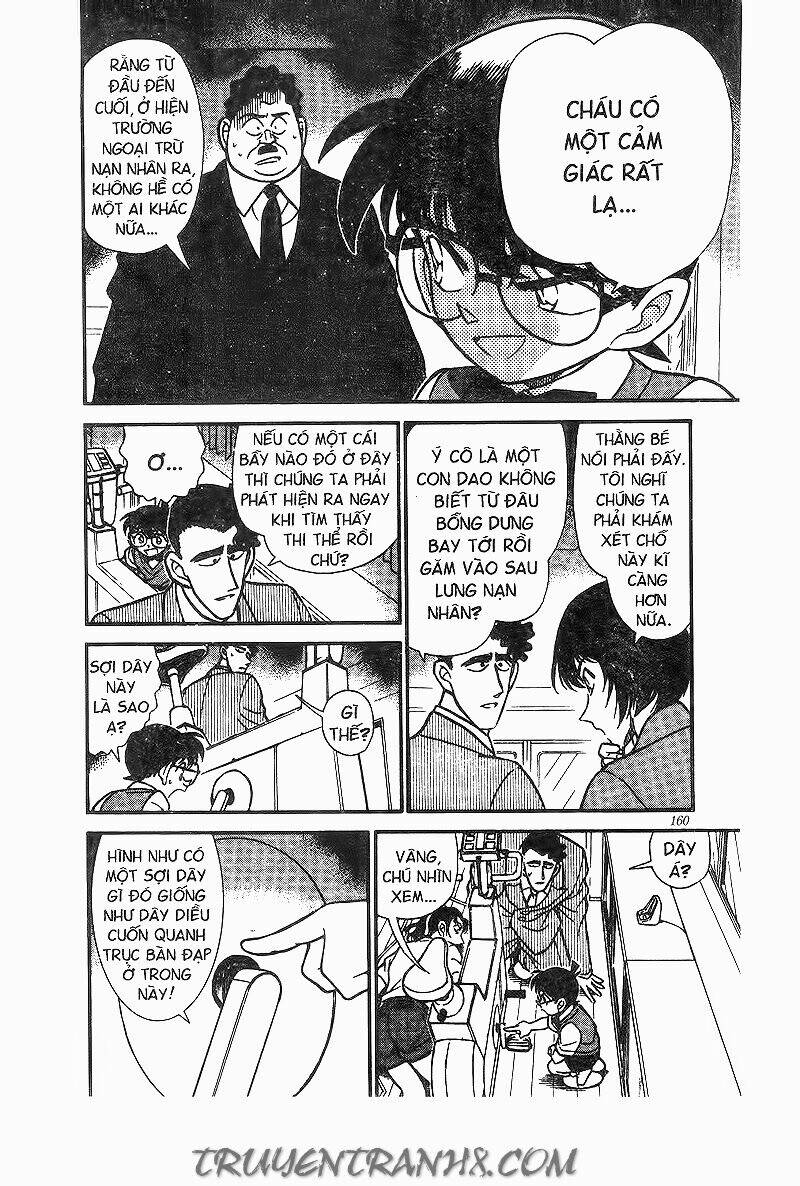 CHÁU CÓ
MỘT CẢM
GIÁC RẤT
LẠ...
RẰNG TỪ
ĐẦU ĐẾN
CUỐI, Ở HIỆN
TRƯỜNG
NGOẠI TRỪ
NẠN NHÂN RA,
KHÔNG HỀ CÓ
MỘT AI KHÁC
NỮA...
THẰNG BÉ
NÓI PHẢI ĐẤY.
TÔI NGHĨ
CHÚNG TA
PHẢI KHÁM
XÉT CHỖ
NÀY KĨ
CÀNG
HƠN
NỮA.
Ý CÔ LÀ MỘT
CON DAO KHÔNG
BIẾT TỪ ĐÂU
BỖNG DƯNG
BAY TỚI RỒI
GĂM VÀO SAU
LƯNG NẠN
NHÂN?
NẾU CÓ MỘT CÁI
BẪY NÀO ĐÓ Ở ĐÂY
THÌ CHÚNG TA PHẢI
PHÁT HIỆN RA NGAY
KHI TÌM THẤY
THI THỂ RỒI
CHỨ?
Ơ...
GÌ
THẾ?
SỢI DÂY
NÀY
LÀ SAO
Ạ?
160
DÂY
Á?
VÂNG,
CHÚ NHÌN
XEM...
HÌNH NHƯ CÓ
MỘT SỢI DÂY
GÌ ĐÓ GIỐNG
NHƯ DÂY DIỀU
CUỐN QUANH
TRỤC BÀN ĐẠP
Ở TRONG
NÀY!
TRUYENTRANH8.COM